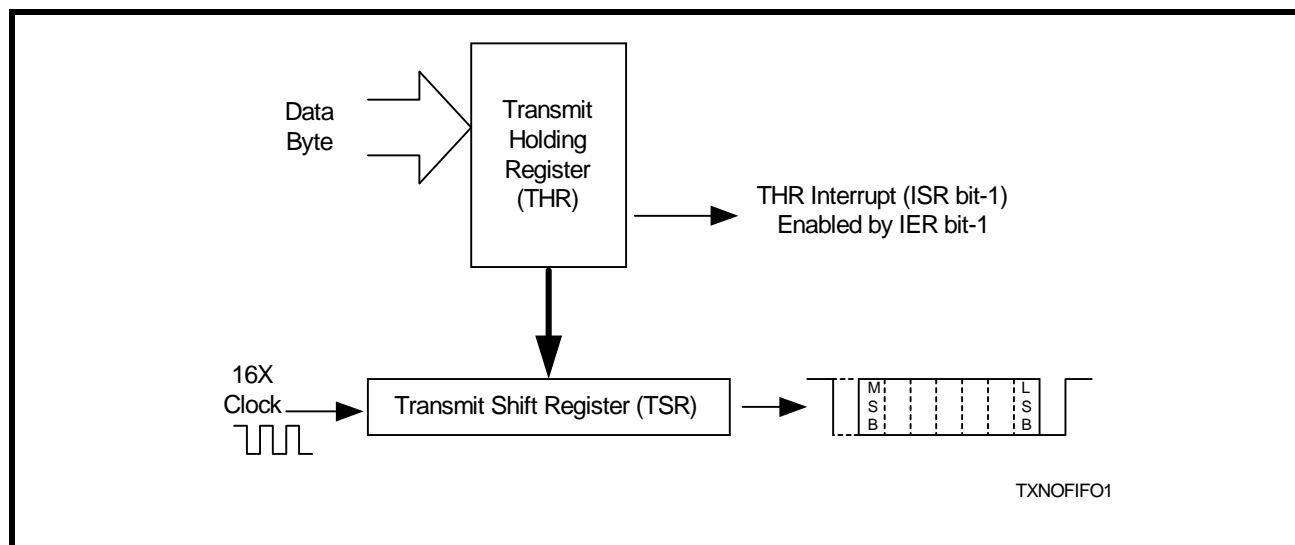 Data
Byte
Transmit
Holding
Register
(THR)
THR Interrupt (ISR bit-1)
Enabled by IER bit-1
16X
Clock
Transmit Shift Register (TSR)
M
S
B
L
S
B
TXNOFIFO1